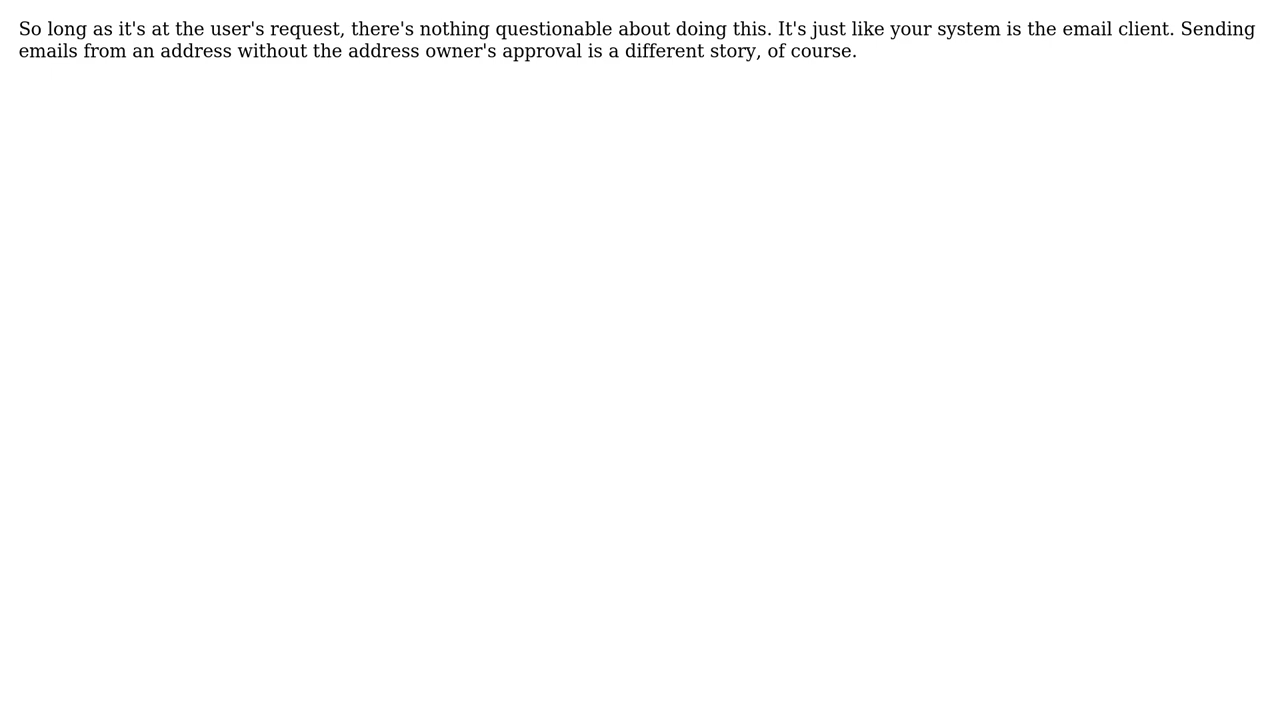 So long as it's at the user's request, there's nothing questionable about doing this. It's just like your system is the email client. Sending
emails from an address without the address owner's approval is a different story, of course.